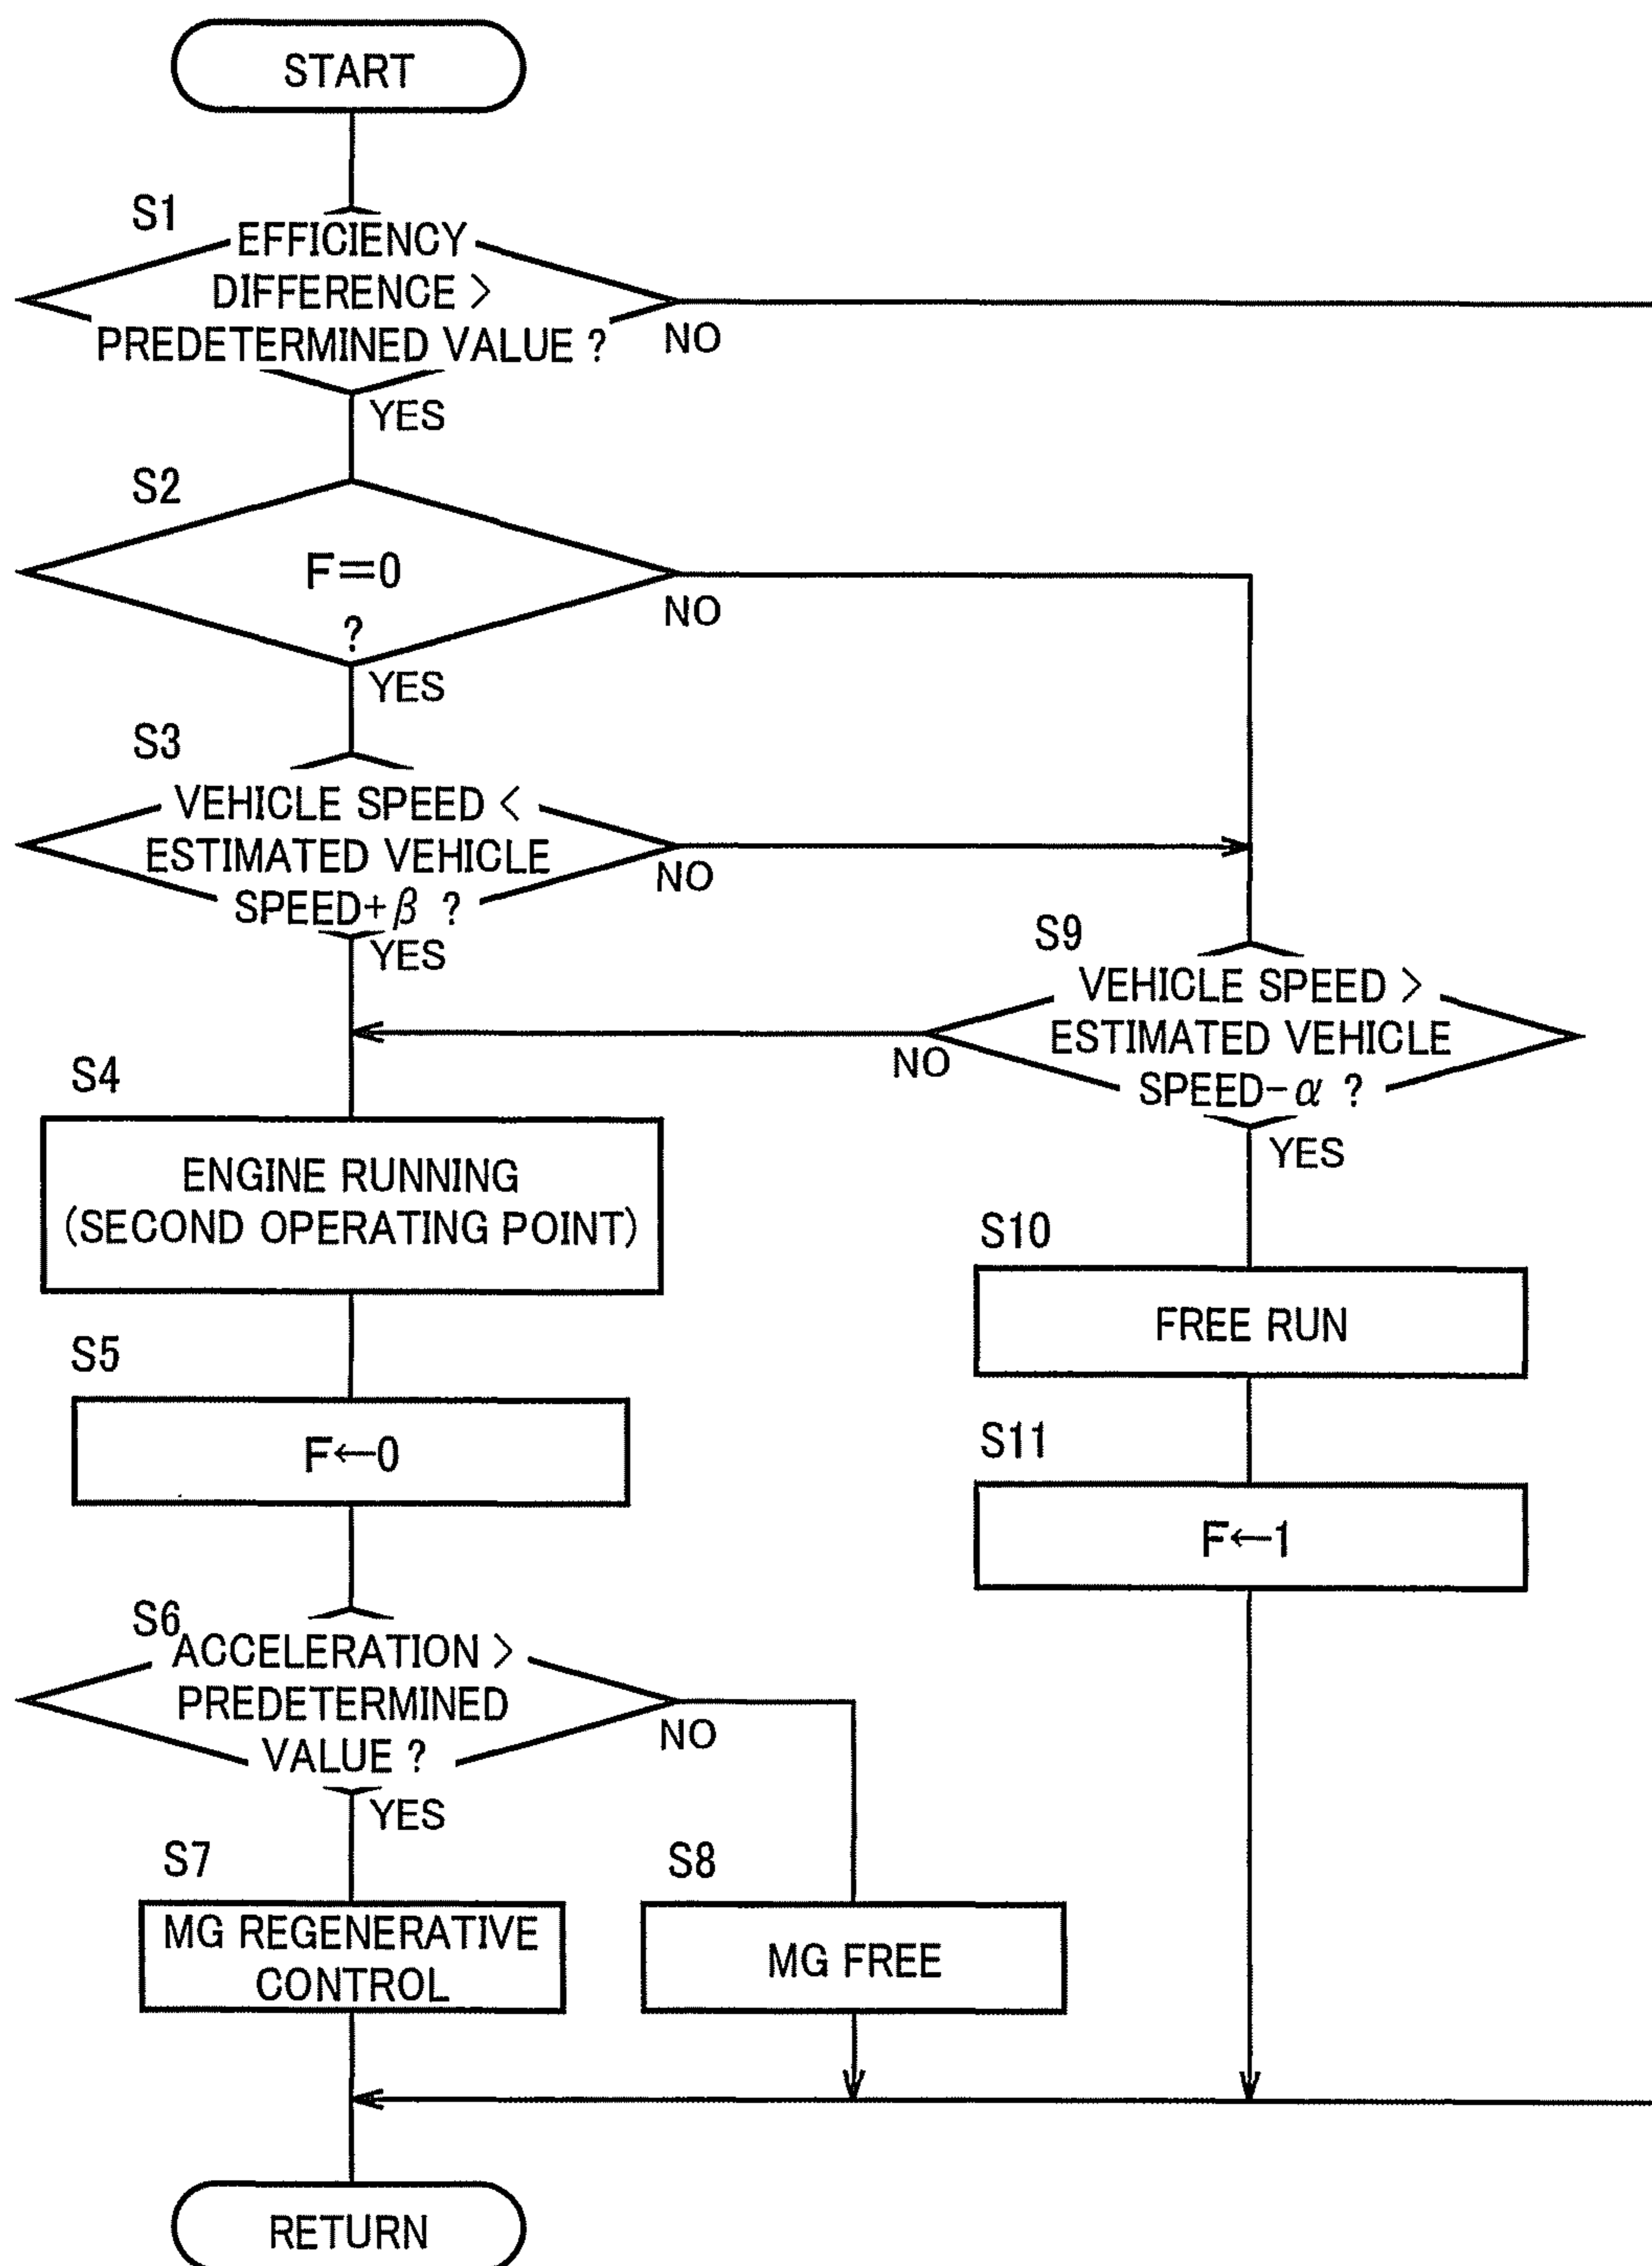 START
S1
EFFICIENCY
DIFFERENCE >
PREDETERMINED VALUE ?
NO
YES
S2
F=0
?
NO
YES
S3
VEHICLE SPEED <
ESTIMATED VEHICLE
SPEED+β ?
NO
YES
S9
VEHICLE SPEED >
ESTIMATED VEHICLE
SPEED-α ?
NO
YES
S4
ENGINE RUNNING
(SECOND OPERATING POINT)
S10
FREE RUN
S5
F←0
S11
F←1
S6
ACCELERATION >
PREDETERMINED
VALUE ?
NO
YES
S7
MG REGENERATIVE
CONTROL
S8
MG FREE
RETURN